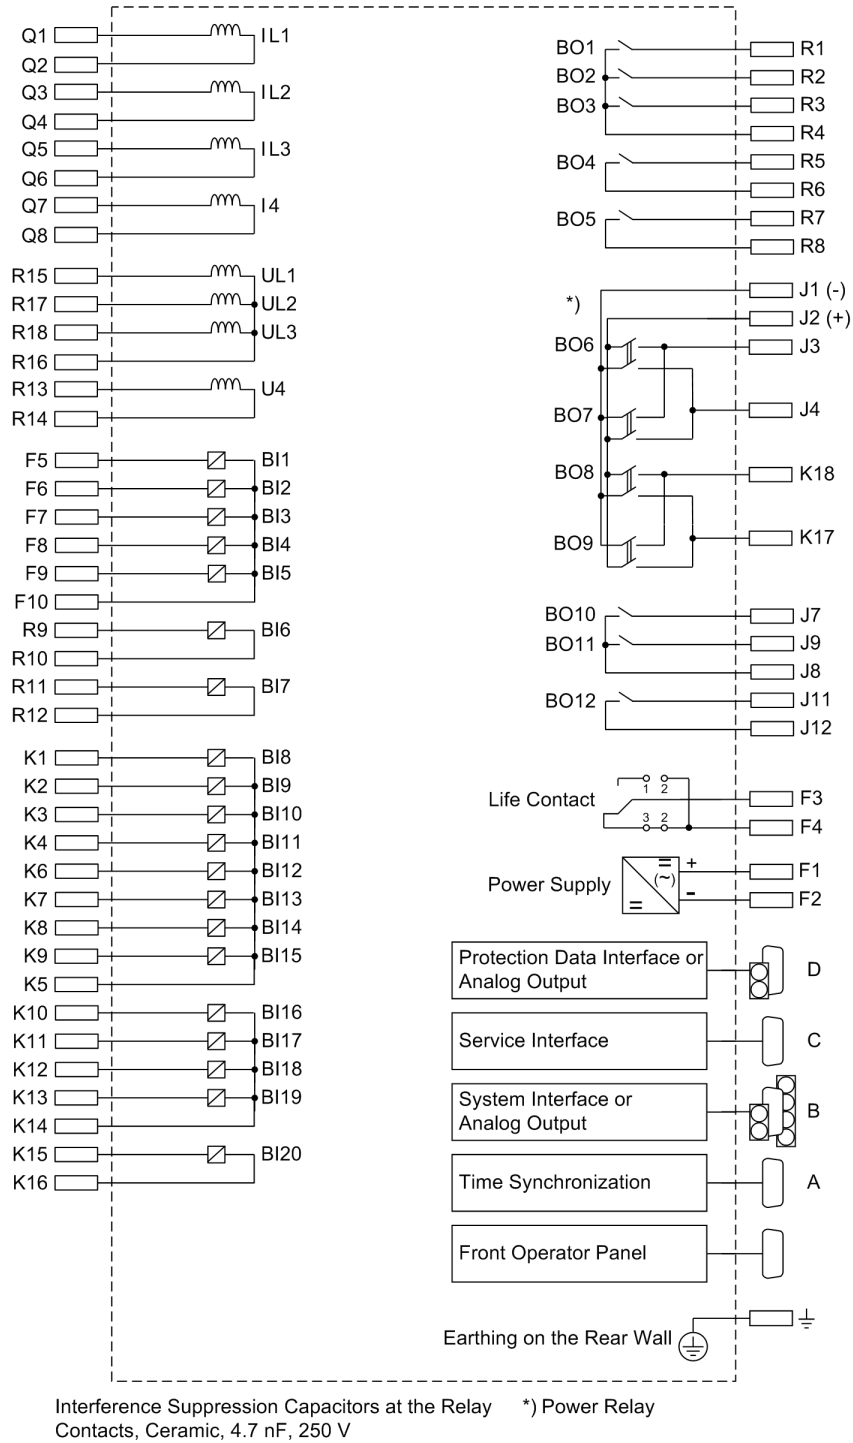 Q1 IL1
Q2
Q3 IL2
Q4
Q5 IL3
Q6
Q7 I4
Q8
R15 UL1
R17 UL2
R18 UL3
R16
R13 U4
R14
F5 BI1
F6 BI2
F7 BI3
F8 BI4
F9 BI5
F10
R9 BI6
R10
R11 BI7
R12
K1 BI8
K2 BI9
K3 BI10
K4 BI11
K6 BI12
K7 BI13
K8 BI14
K9 BI15
K5
K10 BI16
K11 BI17
K12 BI18
K13 BI19
K14
K15 BI20
K16
BO1 R1
BO2 R2
BO3 R3
R4
BO4 R5
R6
BO5 R7
R8
J1 (-)
*)
J2 (+)
BO6 J3
BO7 J4
BO8 K18
BO9 K17
BO10 J7
BO11 J9
J8
BO12 J11
J12
1 2
Life Contact F3
3 2 F4
= + F1
Power Supply (~)
= - F2
Protection Data Interface or D
Analog Output
Service Interface C
System Interface or B
Analog Output
Time Synchronization A
Front Operator Panel
Earthing on the Rear Wall
Interference Suppression Capacitors at the Relay *) Power Relay
Contacts, Ceramic, 4.7 nF, 250 V